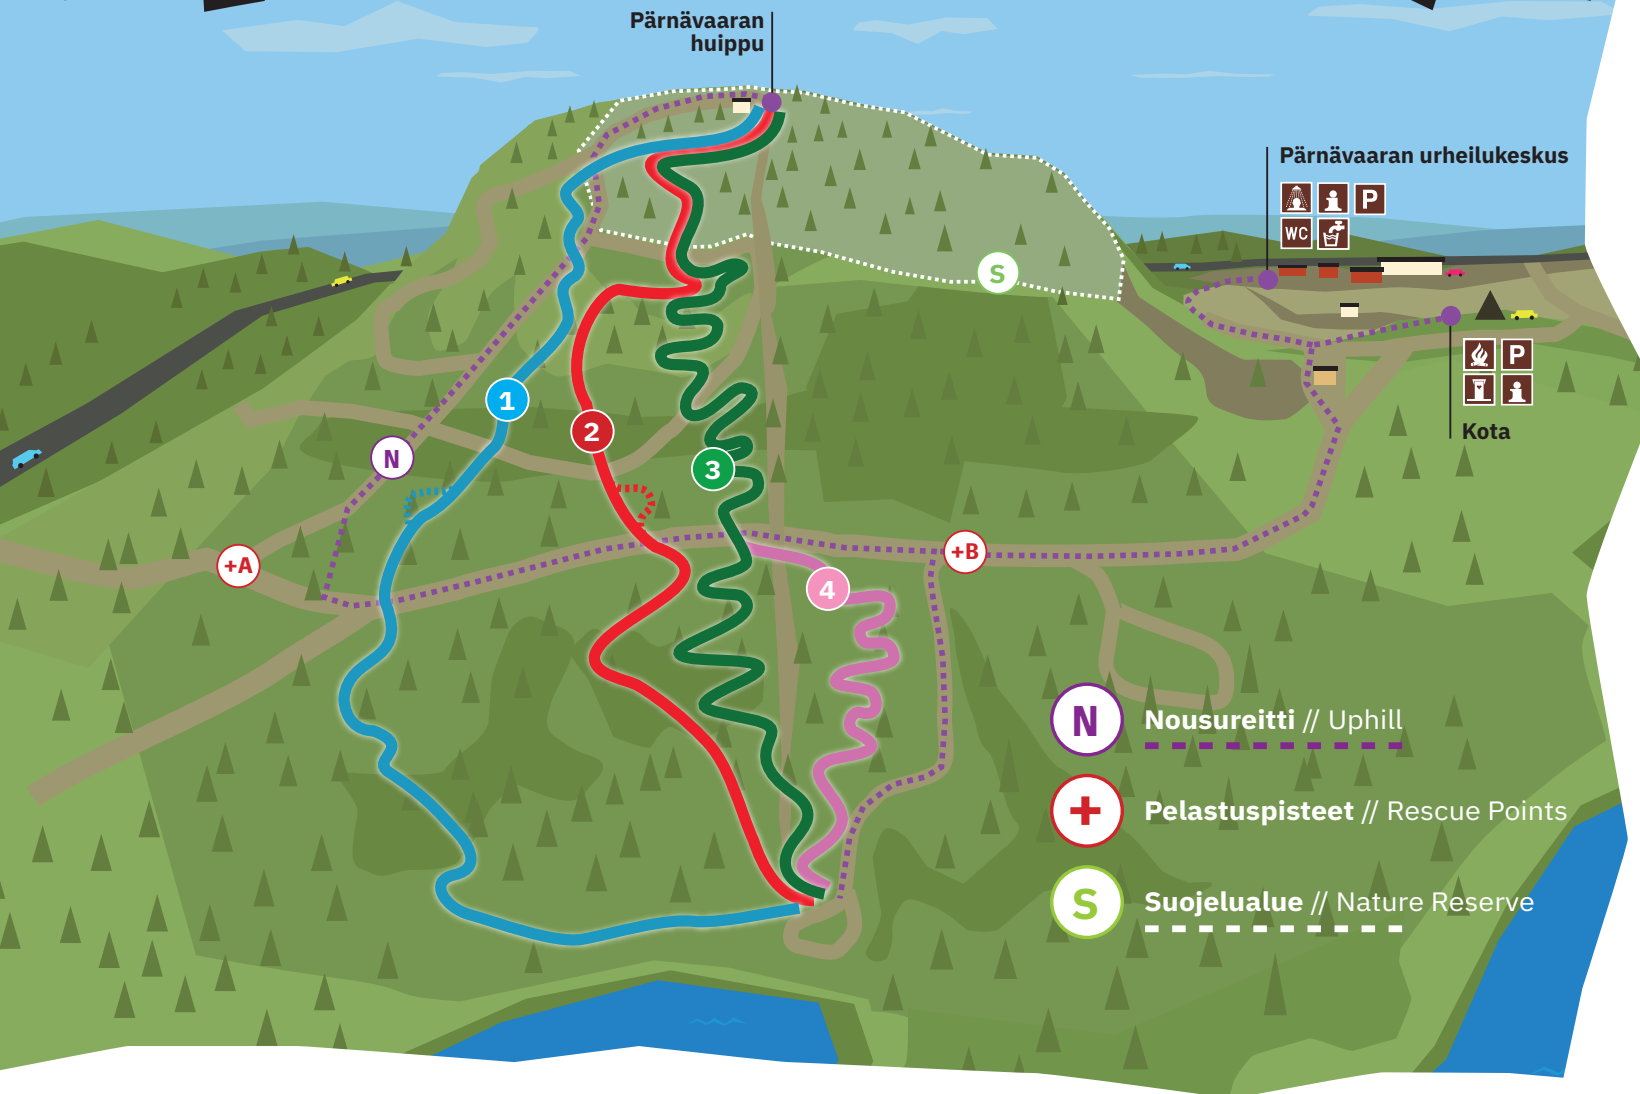 Pärnävaaran
huippu
Pärnävaaran urheilukeskus
P
WC
S
P
Kota
1
2
N
3
+A
+B
4
N Nousureitti // Uphill
+ Pelastuspisteet // Rescue Points
S Suojelualue // Nature Reserve